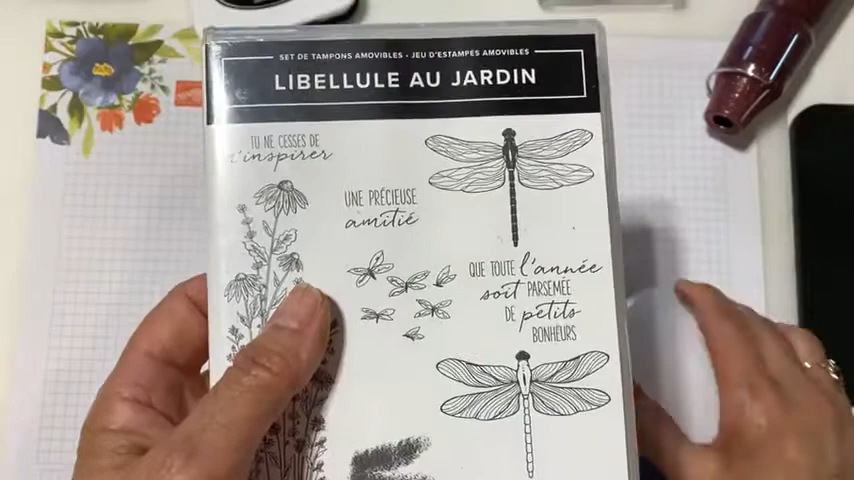 SET DE TAMPONS AMOVIBLES • JEU D'ESTAMPES AMOVIBLES
LIBELLULE AU JARDIN
TU NE CESSES DE
t'inspirer
UNE PRÉCIEUSE
amitié
QUE TOUTE l'année
soit PARSEMÉE
DE petits
BONHEURS